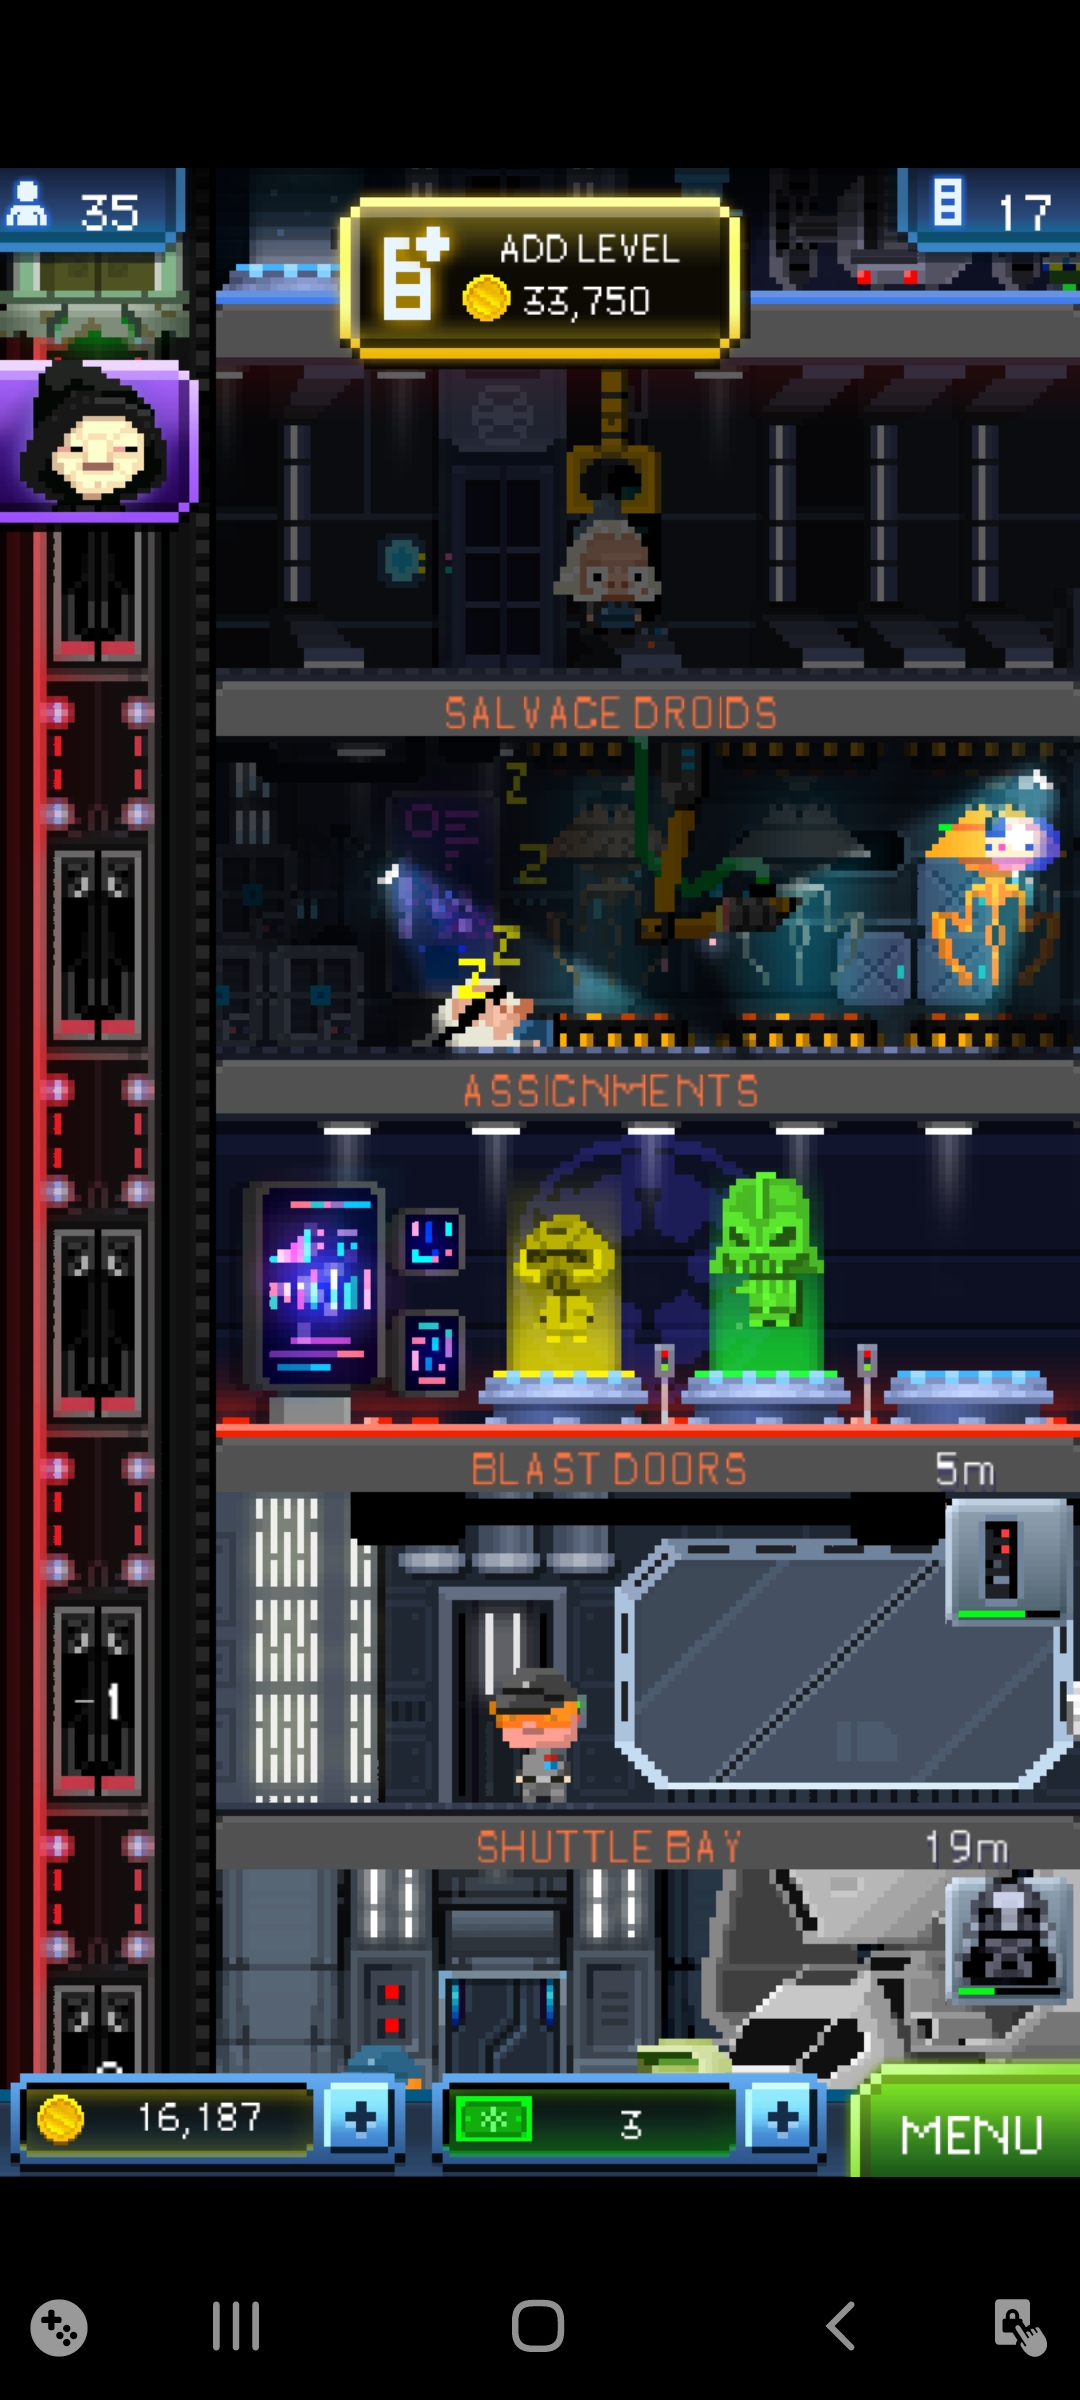 35
17
ADD LEVEL
33,750
SALVAGE DROIDS
Z
Z
Z
Z
ASSIGNMENTS
BLAST DOORS 5m
-1
SHUTTLE BAY 19m
16,187
3
MENU